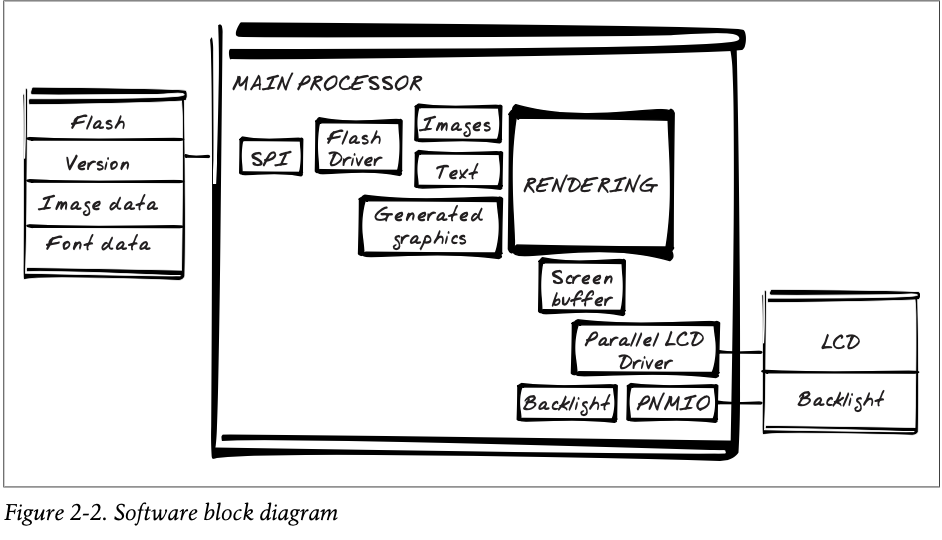 MAIN PROCESSOR
Flash
Version
Image data
Font data
SPI
Flash
Driver
Images
Text
Generated
graphics
RENDERING
Screen
buffer
Parallel LCD
Driver
Backlight
PNMIO
LCD
Backlight
Figure 2-2. Software block diagram